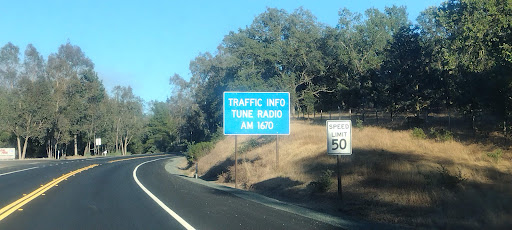 TRAFFIC INFO
TUNE RADIO
AM 1670
SPEED
LIMIT
50